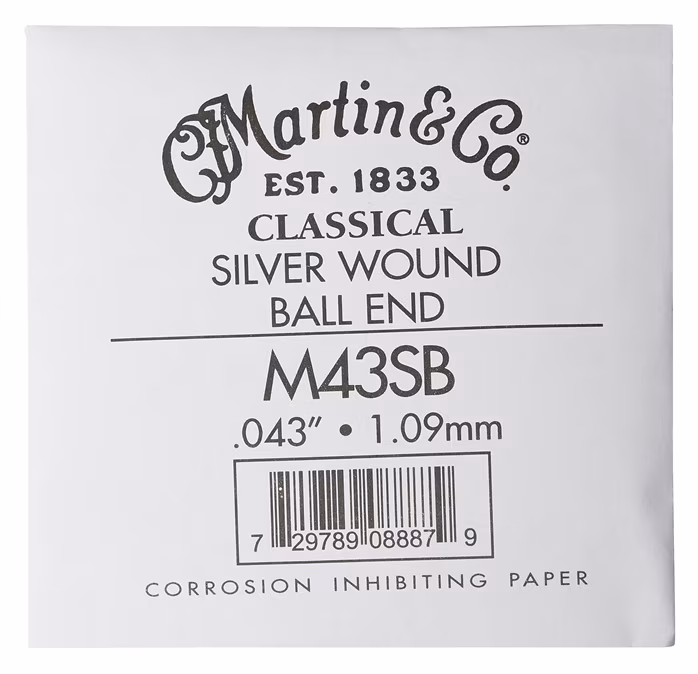 CFMartin & Co.®
EST. 1833
CLASSICAL
SILVER WOUND
BALL END
M43SB
.043" • 1.09mm
7 29789 08887 9
CORROSION INHIBITING PAPER